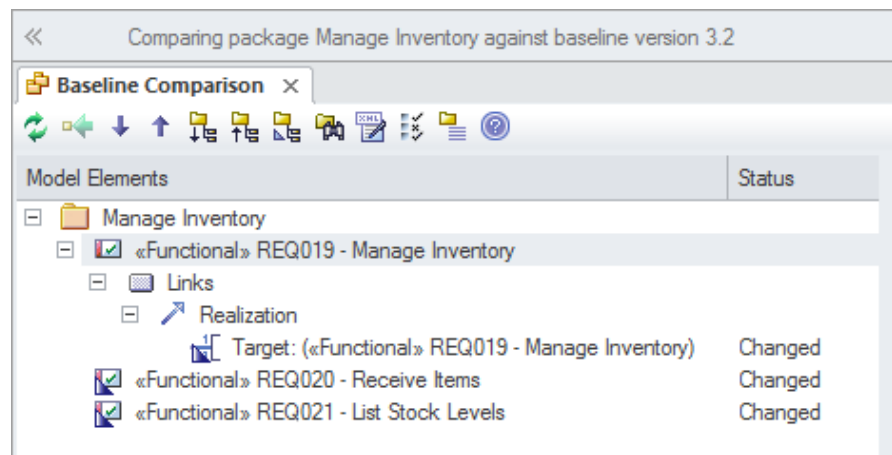 Comparing package Manage Inventory against baseline version 3.2
Baseline Comparison
Model Elements Status
Manage Inventory
«Functional» REQ019 - Manage Inventory
Links
Realization
Target: («Functional» REQ019 - Manage Inventory) Changed
«Functional» REQ020 - Receive Items Changed
«Functional» REQ021 - List Stock Levels Changed